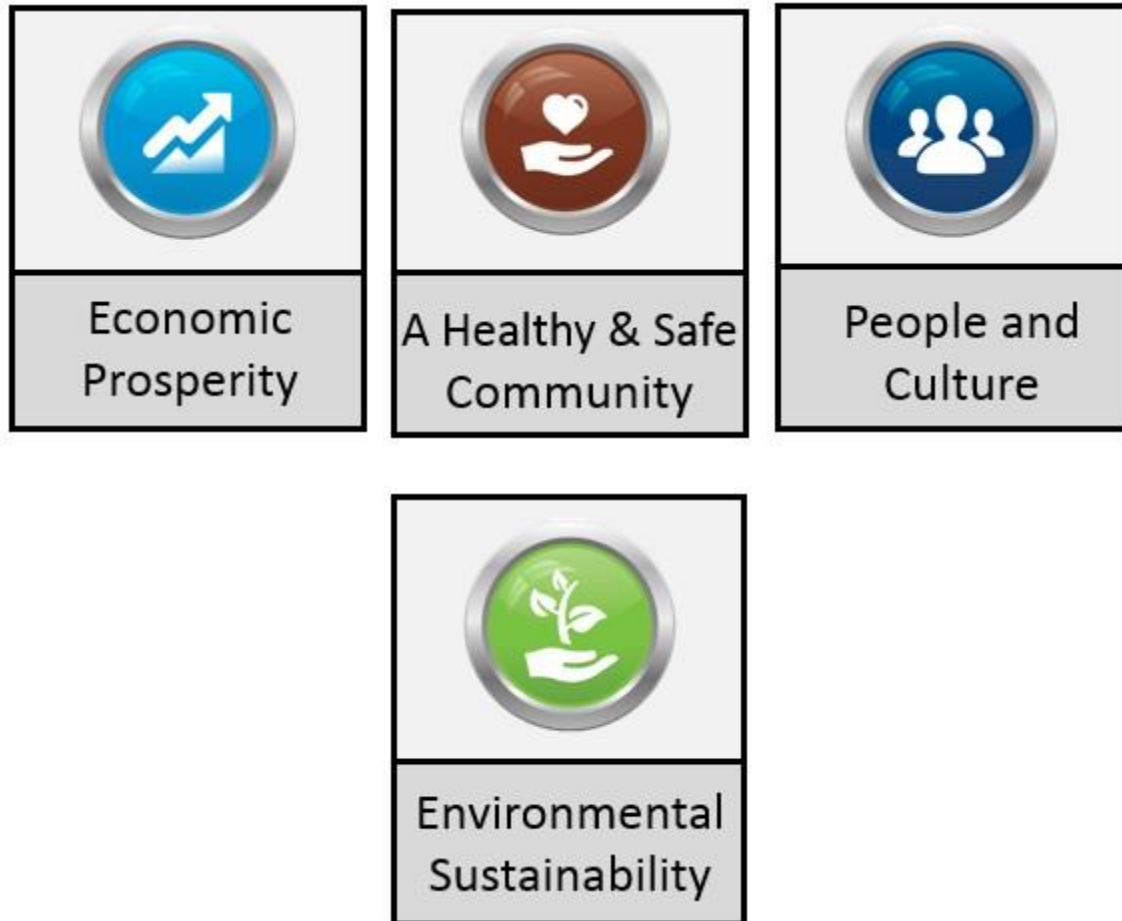 Economic
Prosperity
A Healthy & Safe
Community
People and
Culture
Environmental
Sustainability